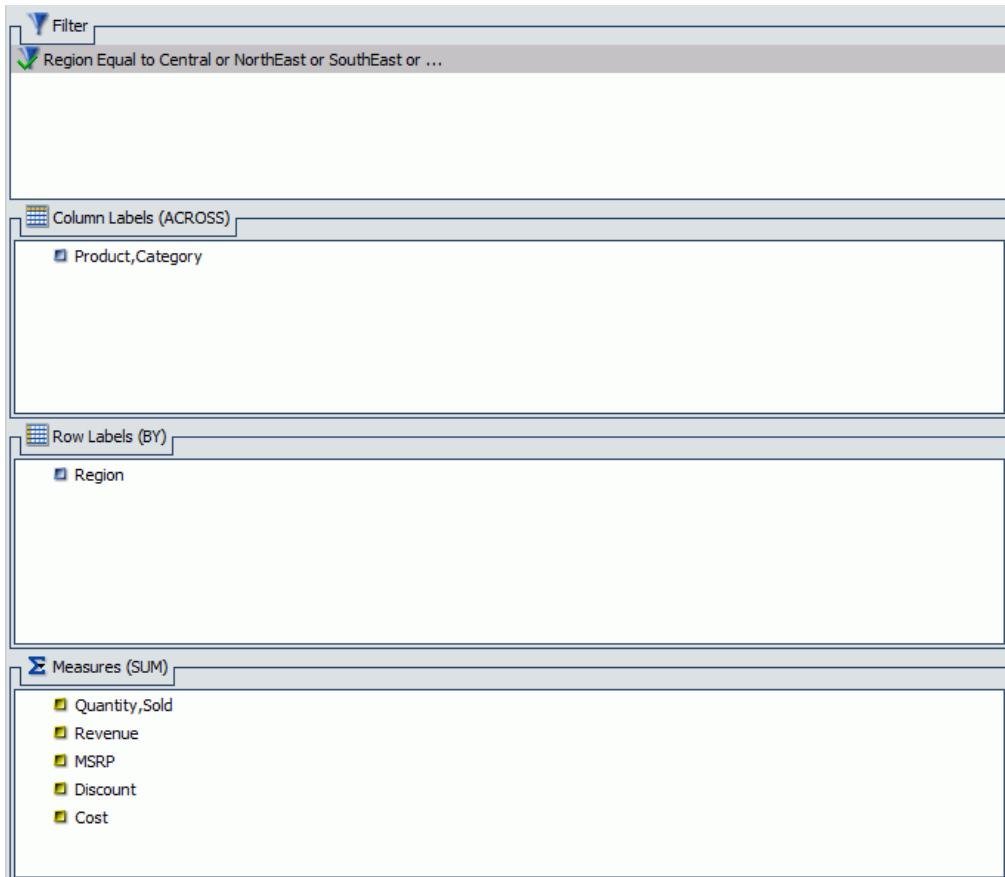 Filter
Region Equal to Central or NorthEast or SouthEast or ...
Column Labels (ACROSS)
Product,Category
Row Labels (BY)
Region
Measures (SUM)
Quantity,Sold
Revenue
MSRP
Discount
Cost